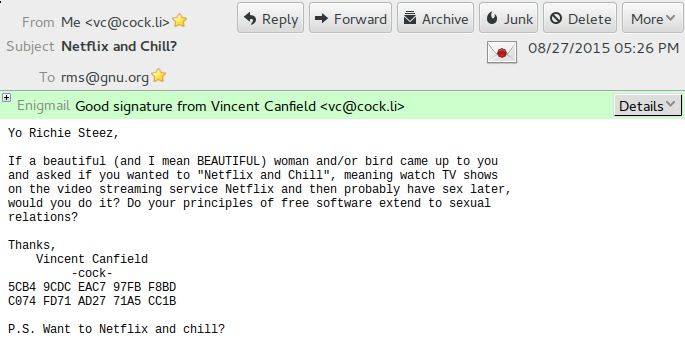 From Me <vc@cock.li> Reply Forward Archive Junk Delete More
Subject Netflix and Chill? 08/27/2015 05:26 PM
To rms@gnu.org
Enigmail Good signature from Vincent Canfield <vc@cock.li> Details
Yo Richie Steez,
If a beautiful (and I mean BEAUTIFUL) woman and/or bird came up to you
and asked if you wanted to "Netflix and Chill", meaning watch TV shows
on the video streaming service Netflix and then probably have sex later,
would you do it? Do your principles of free software extend to sexual
relations?
Thanks,
Vincent Canfield
-cock-
5CB4 9CDC EAC7 97FB F8BD
C074 FD71 AD27 71A5 CC1B
P.S. Want to Netflix and chill?